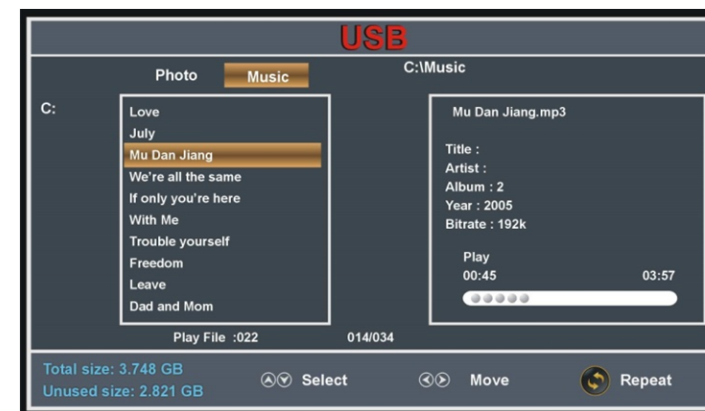 USB
Photo Music C:\Music
C:
Love
July
Mu Dan Jiang
We're all the same
If only you're here
With Me
Trouble yourself
Freedom
Leave
Dad and Mom
Mu Dan Jiang.mp3
Title :
Artist :
Album : 2
Year : 2005
Bitrate : 192k
Play
00:45 03:57
Play File :022 014/034
Total size: 3.748 GB
Unused size: 2.821 GB
Select Move Repeat